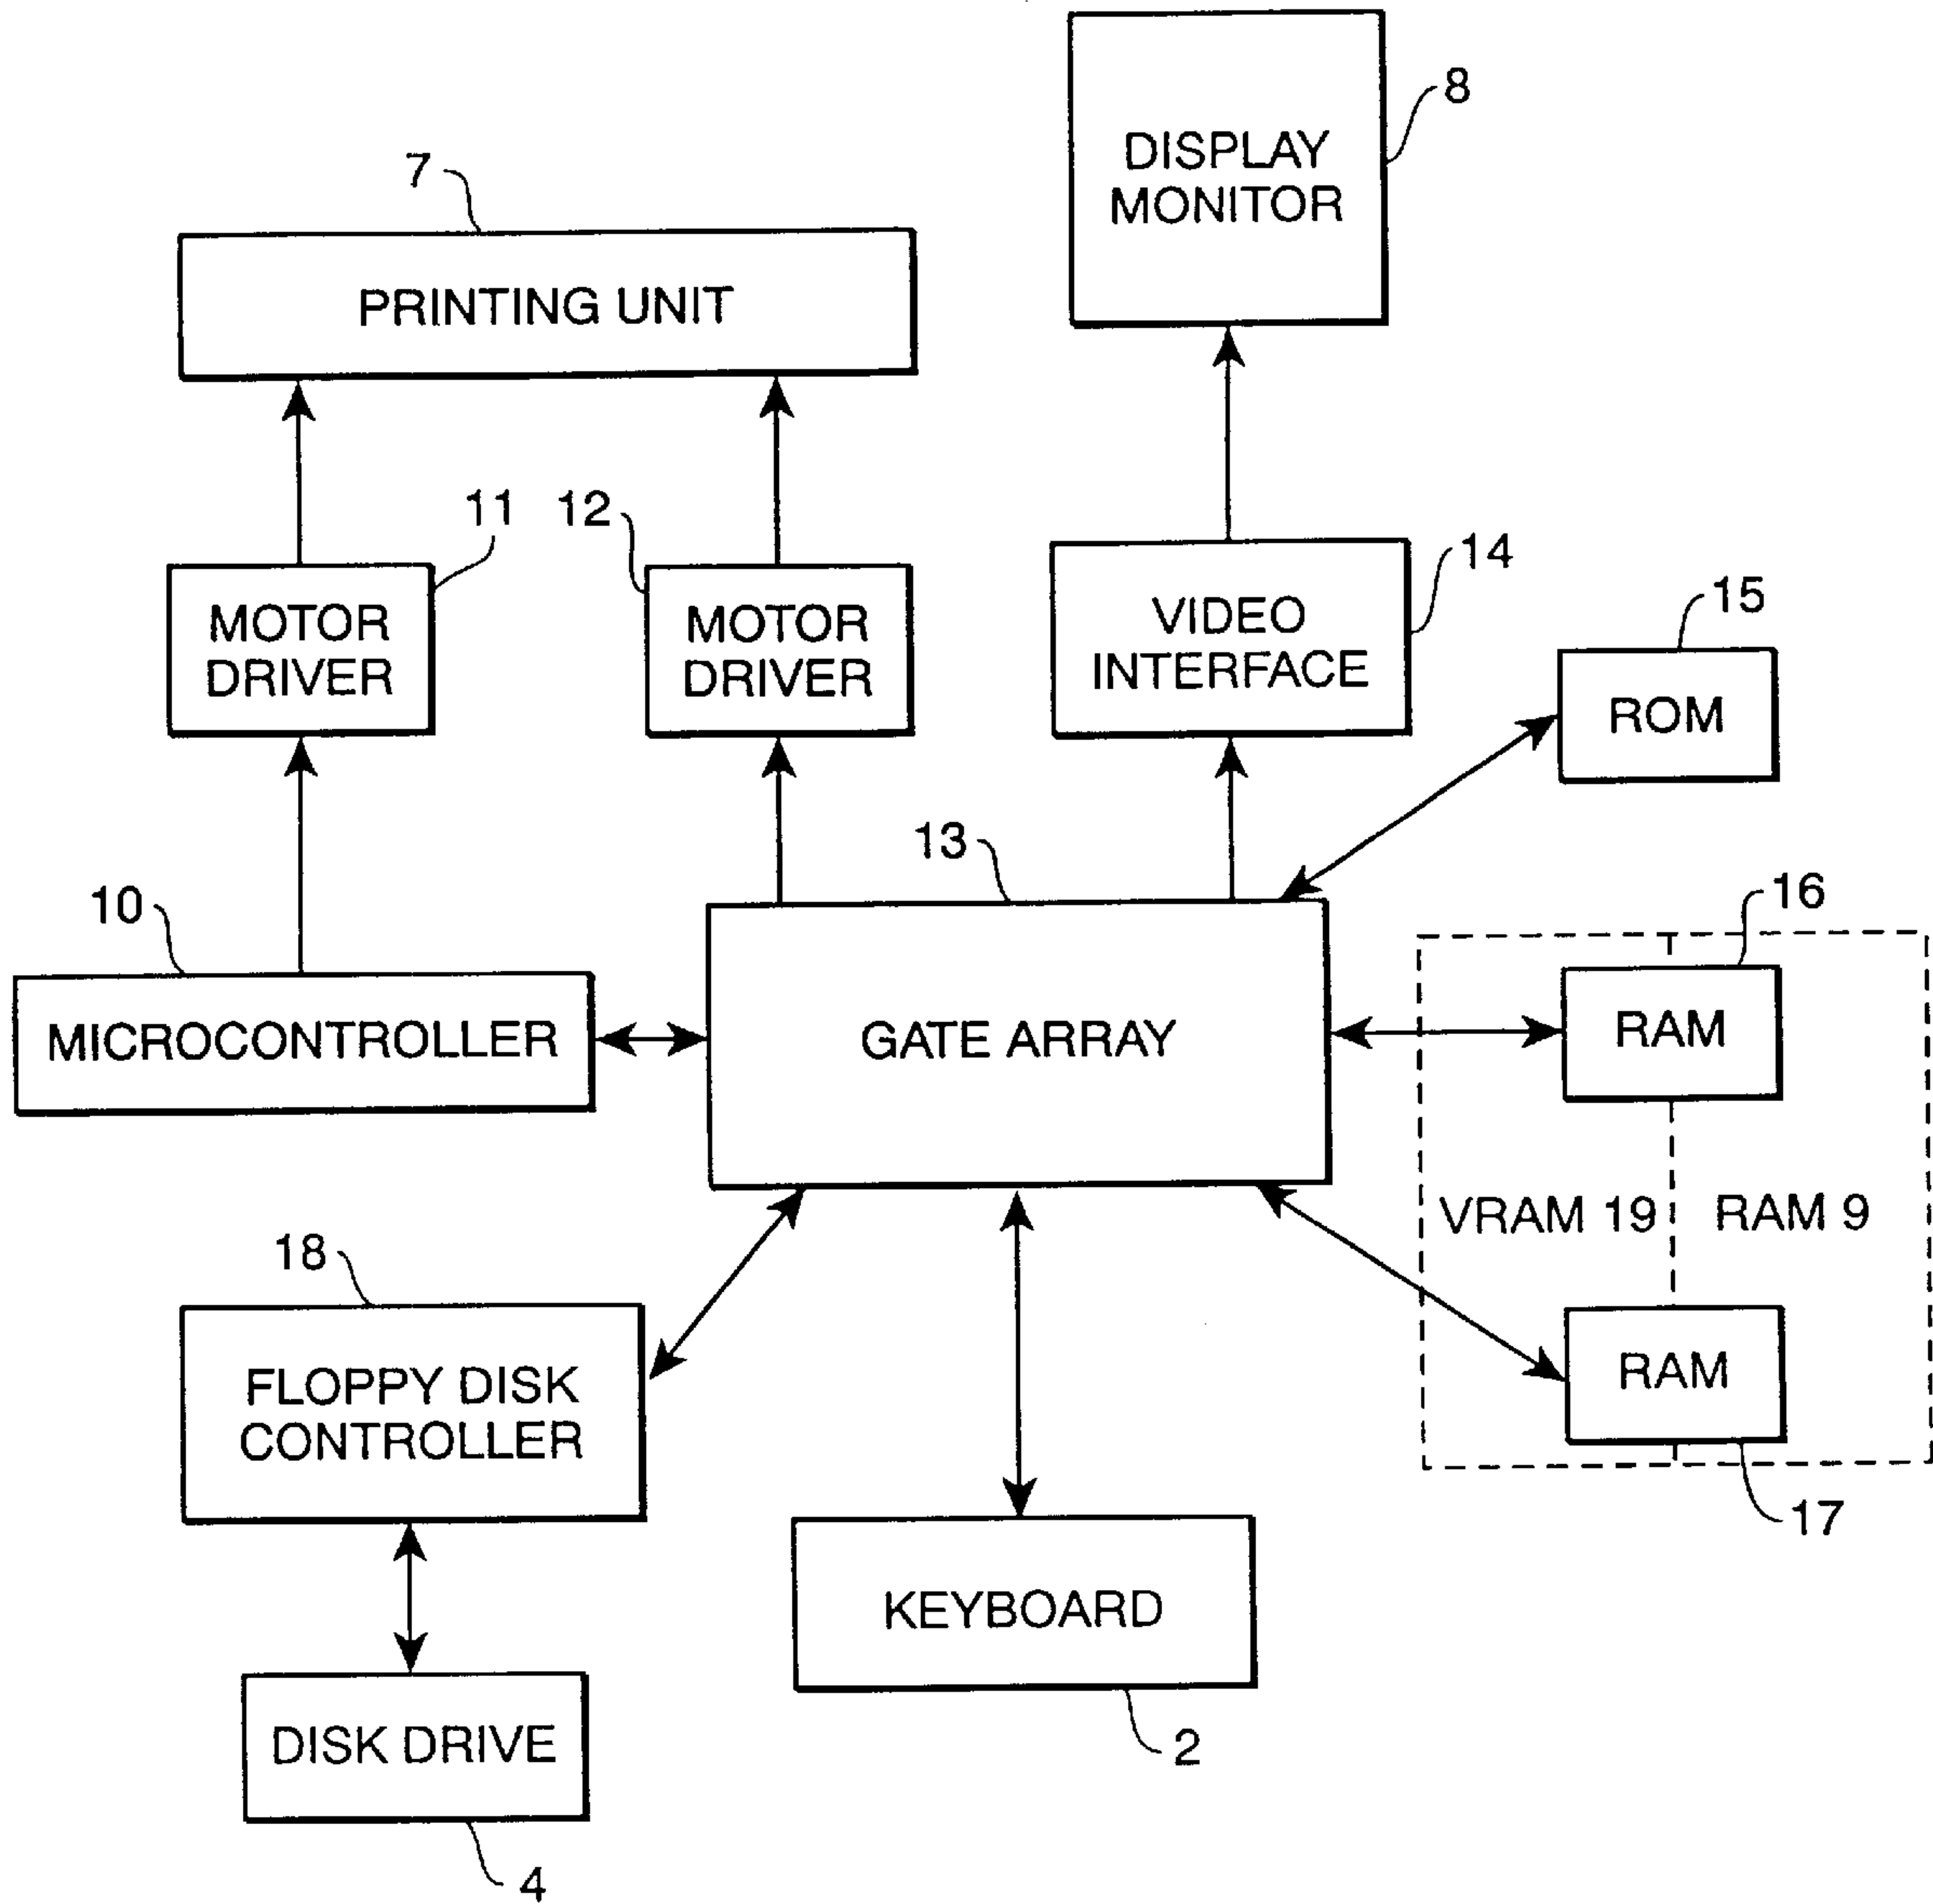 8
DISPLAY
MONITOR
7
PRINTING UNIT
11
12
14
MOTOR
DRIVER
MOTOR
DRIVER
VIDEO
INTERFACE
15
ROM
13
10
16
MICROCONTROLLER
GATE ARRAY
RAM
VRAM 19
RAM 9
18
FLOPPY DISK
CONTROLLER
RAM
17
KEYBOARD
2
DISK DRIVE
4